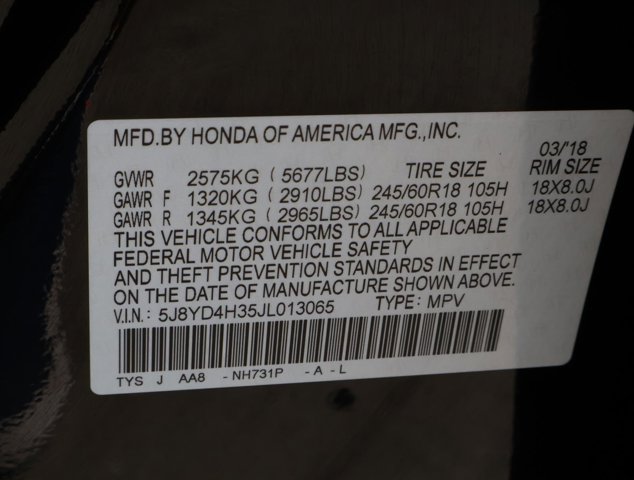 MFD.BY HONDA OF AMERICA MFG.,INC.
03/'18
GVWR 2575KG ( 5677LBS) TIRE SIZE RIM SIZE
GAWR F 1320KG ( 2910LBS) 245/60R18 105H 18X8.0J
GAWR R 1345KG ( 2965LBS) 245/60R18 105H 18X8.0J
THIS VEHICLE CONFORMS TO ALL APPLICABLE
FEDERAL MOTOR VEHICLE SAFETY
AND THEFT PREVENTION STANDARDS IN EFFECT
ON THE DATE OF MANUFACTURE SHOWN ABOVE.
V.I.N.: 5J8YD4H35JL013065 TYPE: MPV
TYS J AA8 - NH731P - A - L